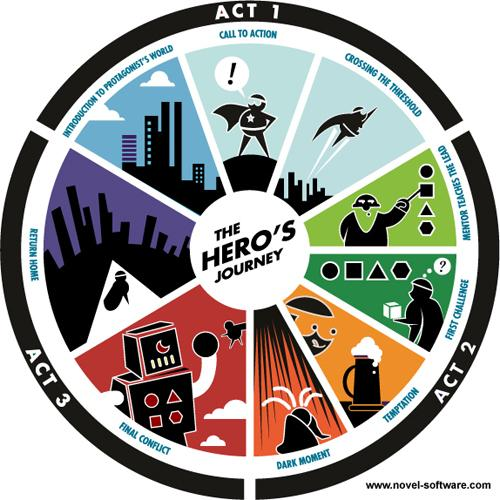 ACT 1
INTRODUCTION TO PROTAGONIST'S WORLD
CALL TO ACTION
!
CROSSING THE THRESHOLD
MENTOR TEACHES THE LEAD
?
FIRST CHALLENGE
ACT 2
TEMPTATION
DARK MOMENT
FINAL CONFLICT
ACT 3
RETURN HOME
THE
HERO'S
JOURNEY
www.novel-software.com